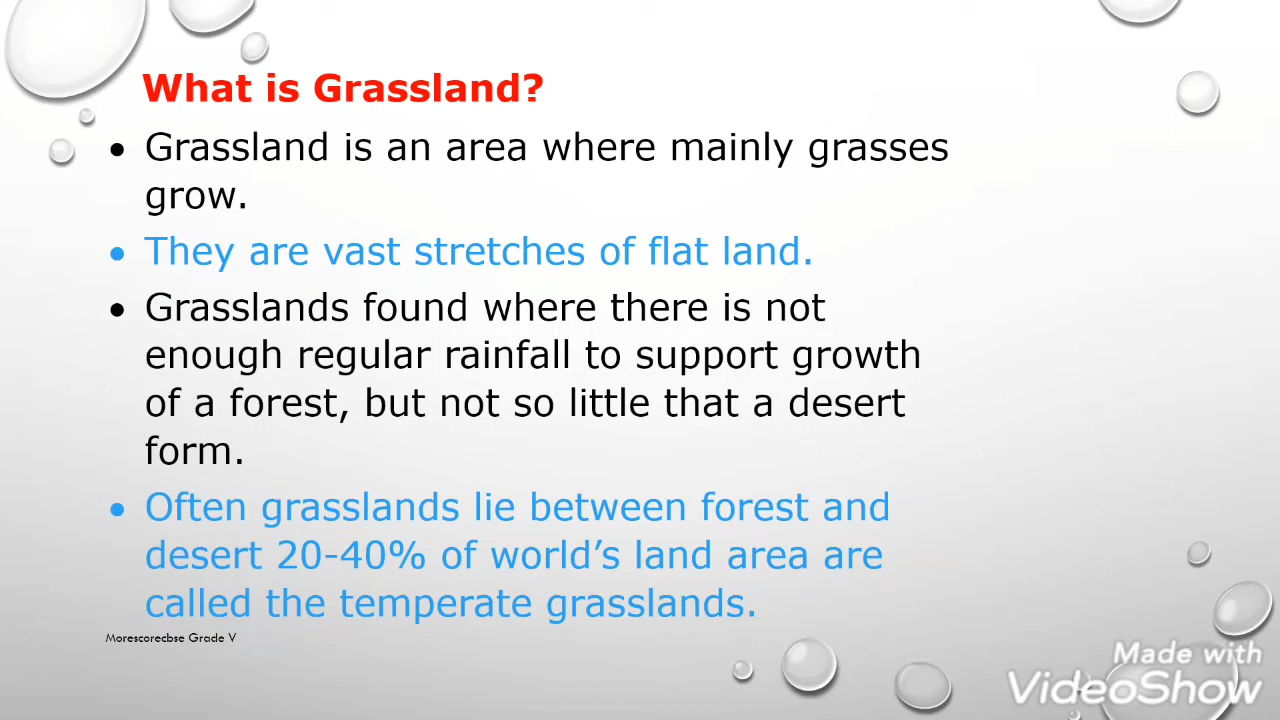 What is Grassland?
• Grassland is an area where mainly grasses
grow.
• They are vast stretches of flat land.
• Grasslands found where there is not
enough regular rainfall to support growth
of a forest, but not so little that a desert
form.
• Often grasslands lie between forest and
desert 20-40% of world’s land area are
called the temperate grasslands.
Morescorecbse Grade V
Made with
VideoShow